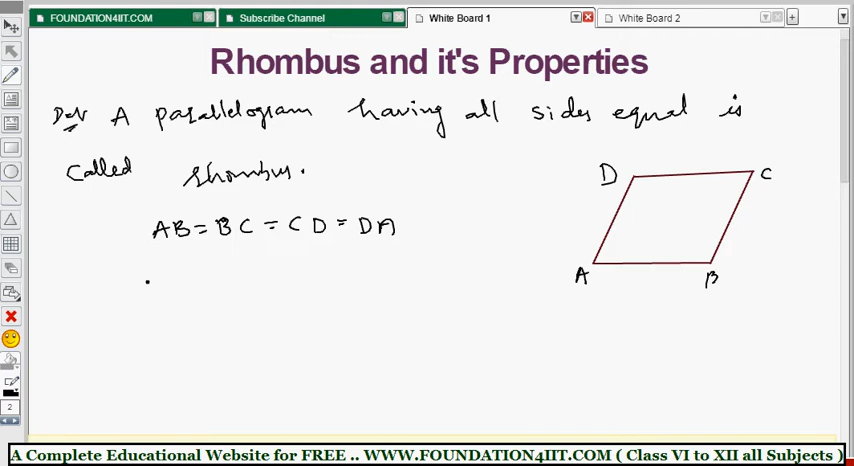 FOUNDATION4IIT.COM
Subscribe Channel
White Board 1
White Board 2
Rhombus and it's Properties
Def A parallelogram having all sides equal is
Called rhombus.
AB = BC = CD = DA
D C
A B
2
A Complete Educational Website for FREE .. WWW.FOUNDATION4IIT.COM ( Class VI to XII all Subjects )